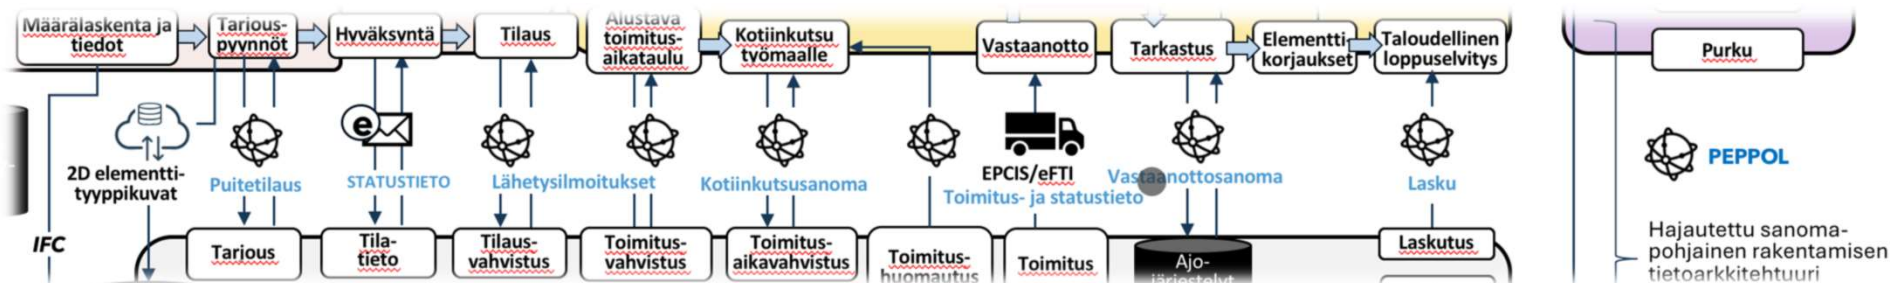 Määrälaskenta ja
tiedot
Tarjous-
pyynnöt
Hyväksyntä
Tilaus
Alustava
toimitus-
aikataulu
Kotiinkutsu
työmaalle
Vastaanotto
Tarkastus
Elementti-
korjaukset
Taloudellinen
loppuselvitys
Purku
2D elementti-
tyyppikuvat
IFC
Puitetilaus
STATUSTIETO
Lähetysilmoitukset
Kotiinkutsusanoma
EPCIS/eFTI
Toimitus- ja statustieto
Vastaanottosanoma
Lasku
PEPPOL
Tarjous
Tila-
tieto
Tilaus-
vahvistus
Toimitus-
vahvistus
Toimitus-
aikavahvistus
Toimitus-
huomautus
Toimitus
Ajo-
järjestelyt
Laskutus
Hajautettu sanoma-
pohjainen rakentamisen
tietoarkkitehtuuri